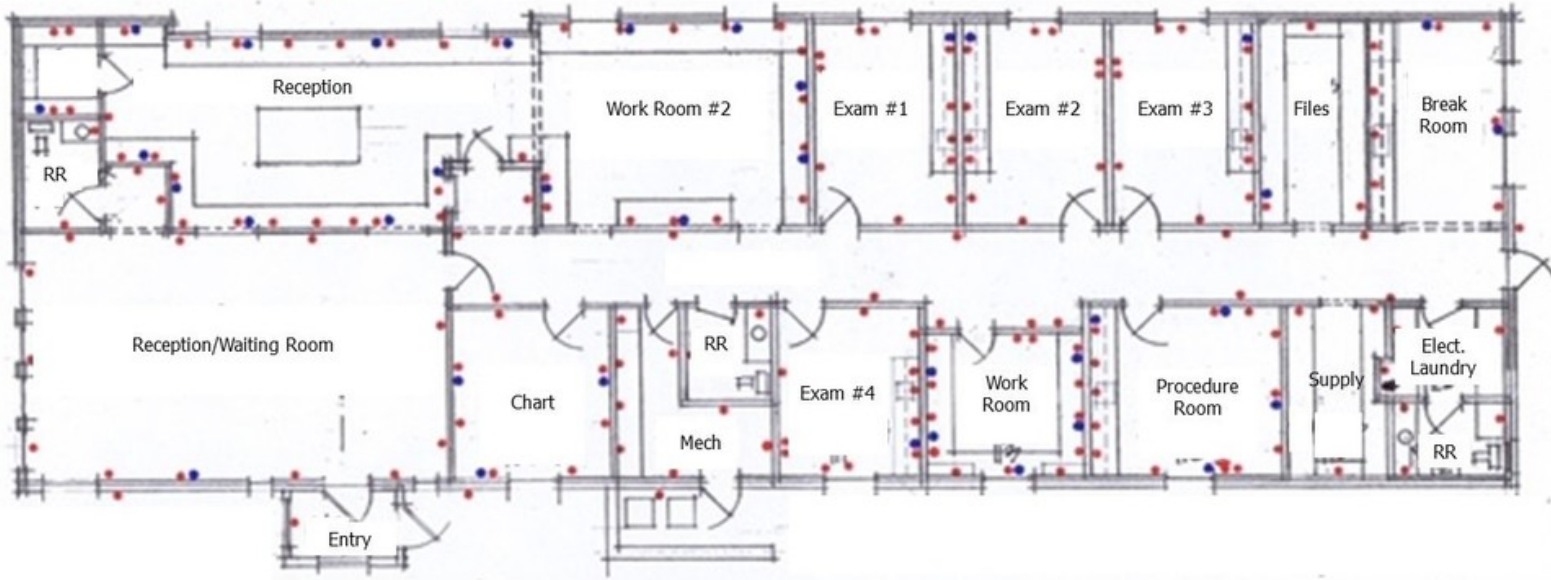 Reception
Work Room #2
Exam #1
Exam #2
Exam #3
Files
Break
Room
RR
Reception/Waiting Room
Chart
RR
Mech
Exam #4
Work
Room
Procedure
Room
Supply
Elect.
Laundry
RR
Entry